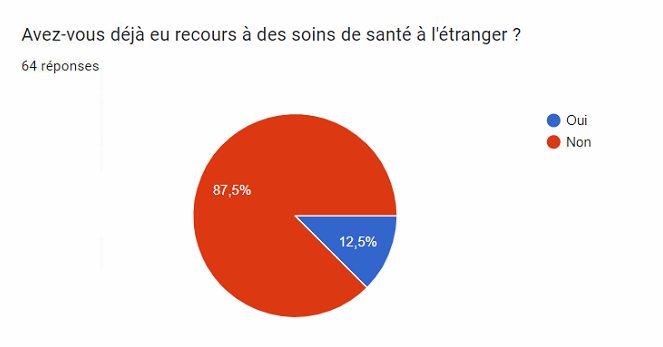 Avez-vous déjà eu recours à des soins de santé à l'étranger ?
64 réponses
Oui
Non
87,5%
12,5%